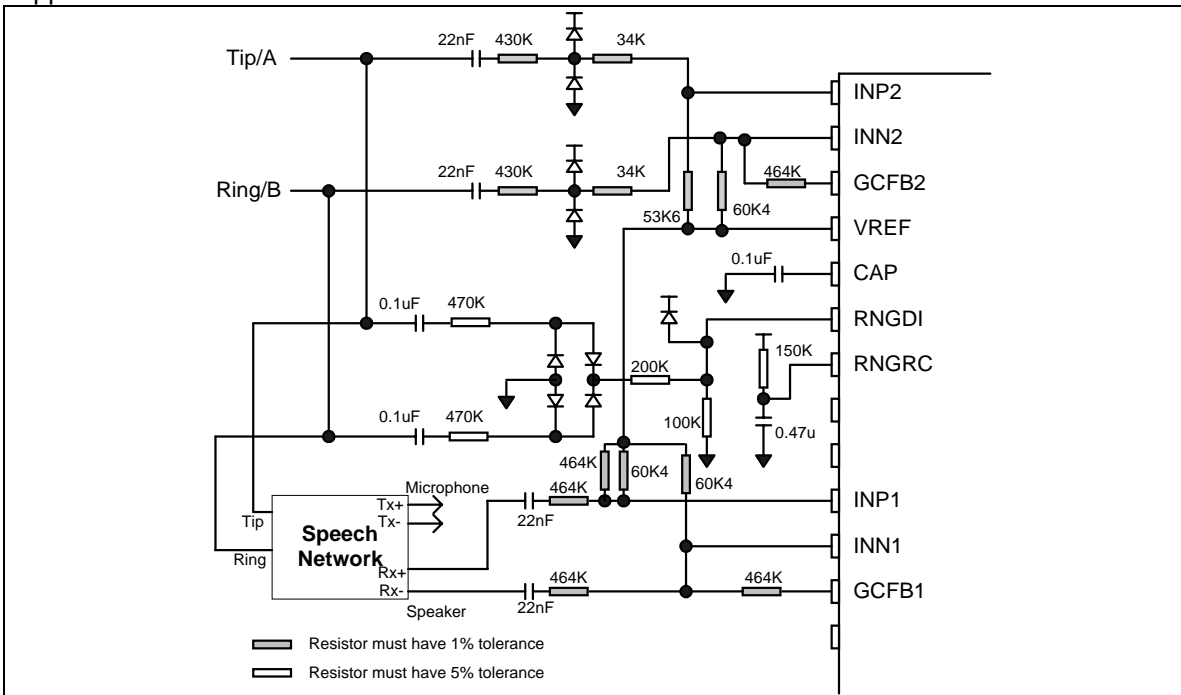 22nF 430K 34K
Tip/A
INP2
INN2
22nF 430K 34K 464K
Ring/B GCFB2
53K6 60K4
VREF
0.1uF
CAP
0.1uF 470K
RNGDI
150K
200K RNGRC
0.1uF 470K 100K 0.47u
464K 60K4
60K4
Microphone 464K
Tx+ INP1
Tip Tx- 22nF
Speech
Network
Ring INN1
Rx+ 464K 464K
Rx- GCFB1
22nF
Speaker
Resistor must have 1% tolerance
Resistor must have 5% tolerance